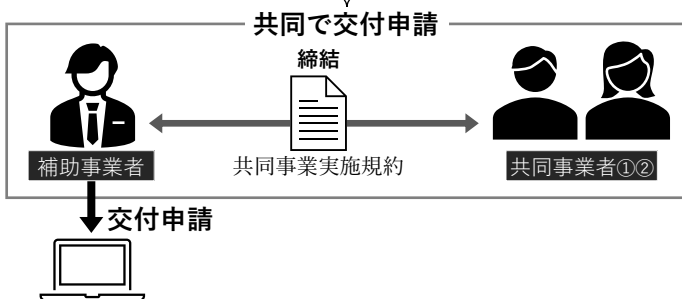 共同で交付申請
締結
補助事業者
共同事業実施規約
共同事業者①②
交付申請